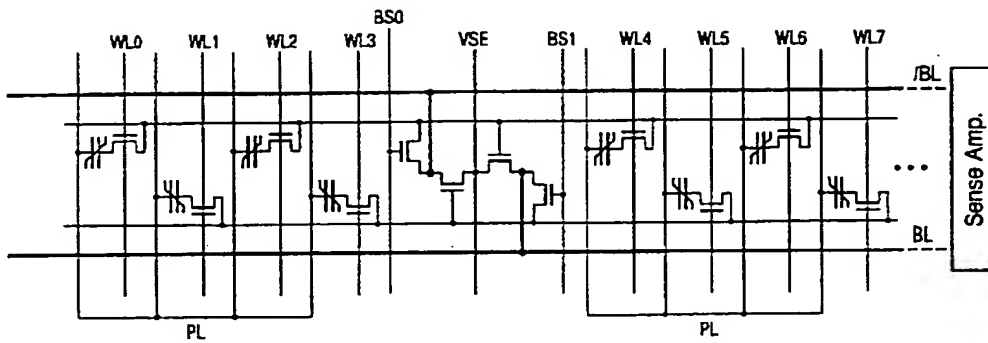 BS0
WL0 WL1 WL2 WL3 VSE BS1 WL4 WL5 WL6 WL7
/BL
Sense Amp.
BL
PL PL